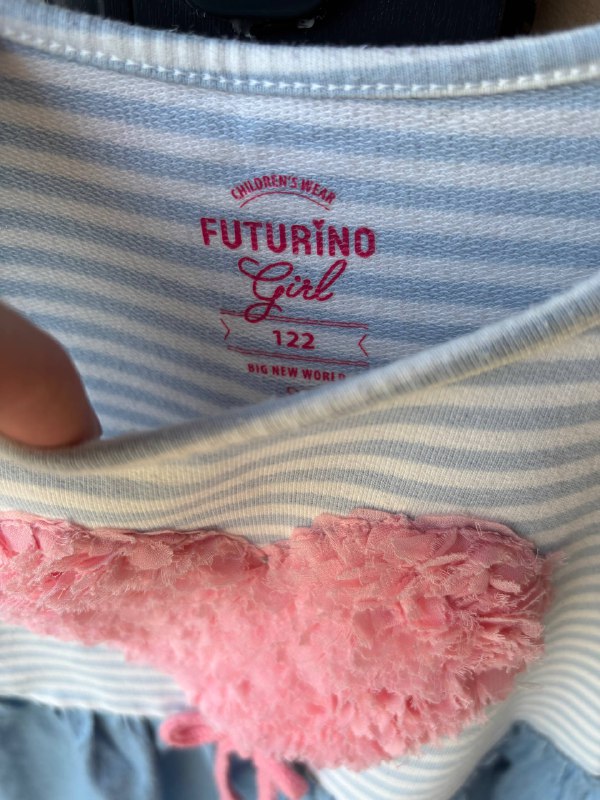 CHILDREN'S WEAR
FUTURINO
Girl
122
BIG NEW WORLD